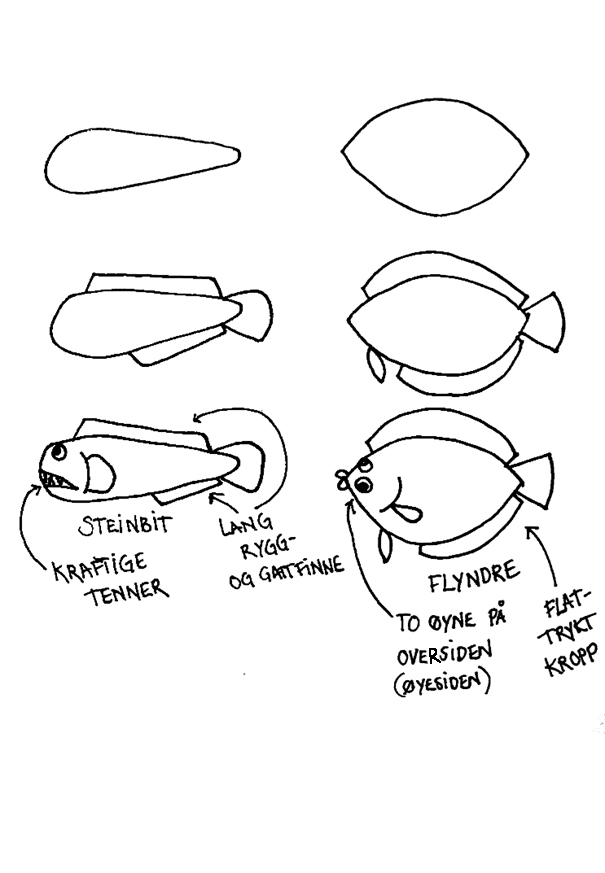 STEINBIT
KRAFTIGE
TENNER
LANG
RYGG-
OG GATTFINNE
FLYNDRE
TO ØYNE PÅ
OVERSIDEN
(ØYESIDEN)
FLAT-
TRYKT
KROPP